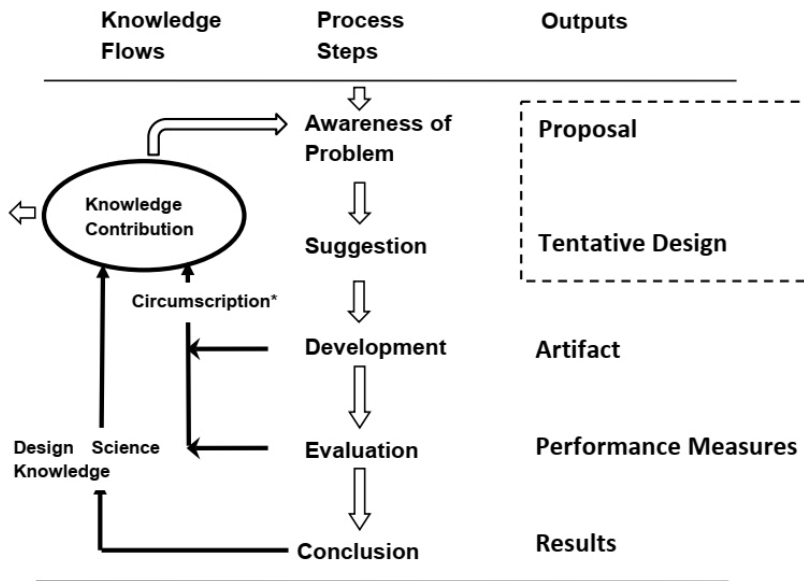 Knowledge Process Outputs
Flows Steps
Awareness of Proposal
Problem
Knowledge
Contribution
Suggestion Tentative Design
Circumscription*
Development Artifact
Design Science Evaluation Performance Measures
Knowledge
Conclusion Results